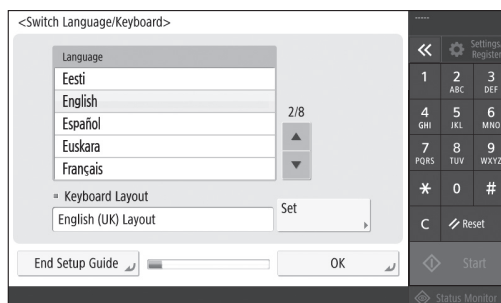 <Switch Language/Keyboard>
Language
Eesti
English
Español
Euskara
Français
2/8
Keyboard Layout
English (UK) Layout
Set
End Setup Guide
OK
Settings/
Register
1 2 3
ABC DEF
4 5 6
GHI JKL MNO
7 8 9
PQRS TUV WXYZ
* 0 #
C Reset
Start
Status Monitor